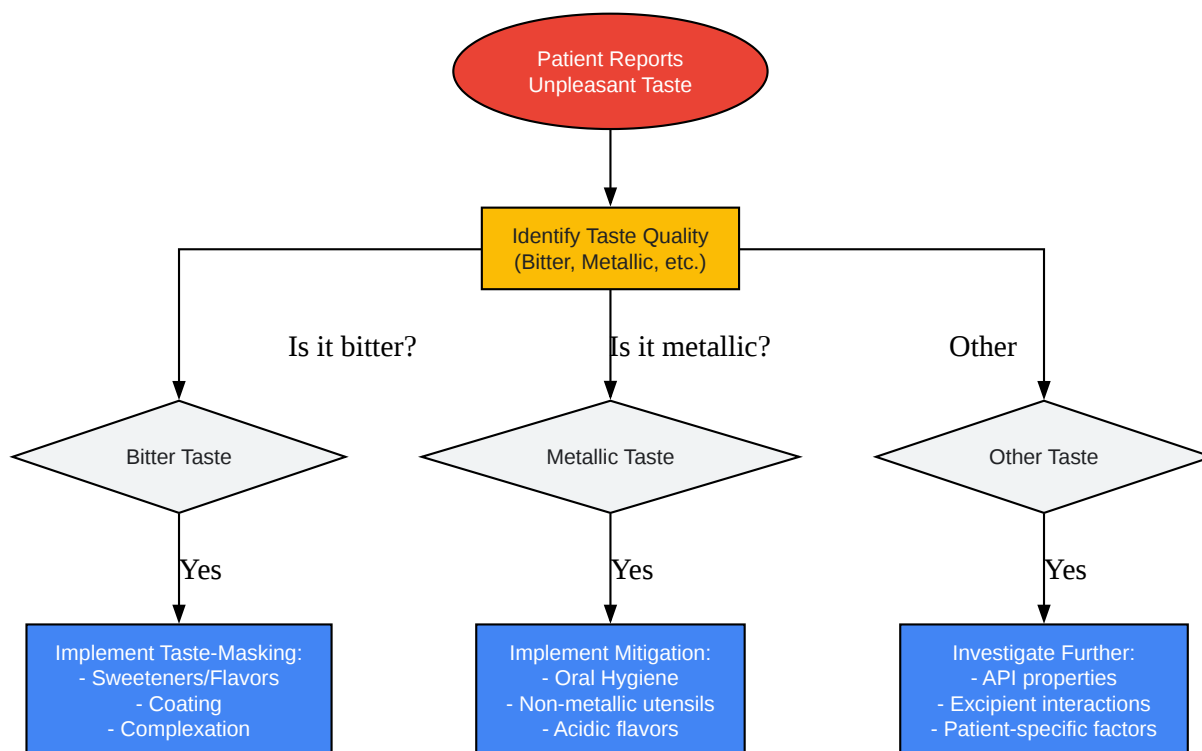 Patient Reports
Unpleasant Taste
Identify Taste Quality
(Bitter, Metallic, etc.)
Is it bitter?
Is it metallic?
Other
Bitter Taste
Metallic Taste
Other Taste
Yes
Yes
Yes
Implement Taste-Masking:
- Sweeteners/Flavors
- Coating
- Complexation
Implement Mitigation:
- Oral Hygiene
- Non-metallic utensils
- Acidic flavors
Investigate Further:
- API properties
- Excipient interactions
- Patient-specific factors